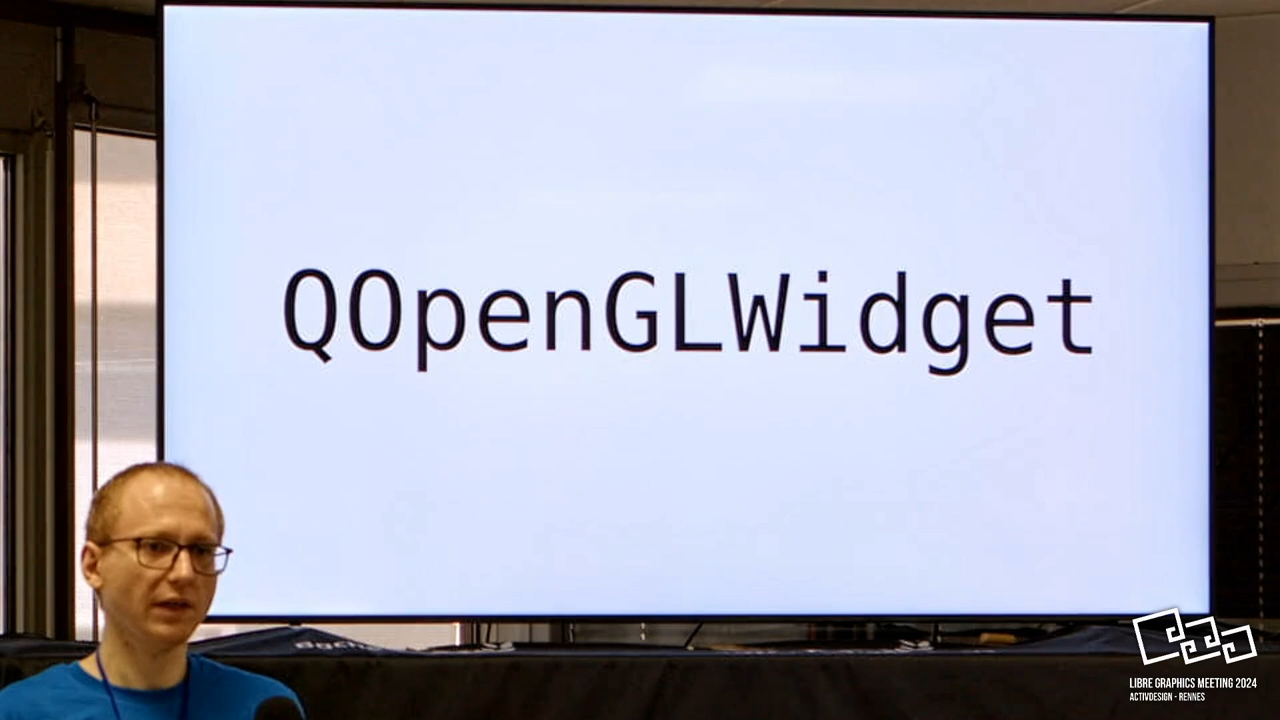 QOpenGLWidget
LIBRE GRAPHICS MEETING 2024
ACTIVDESIGN - RENNES